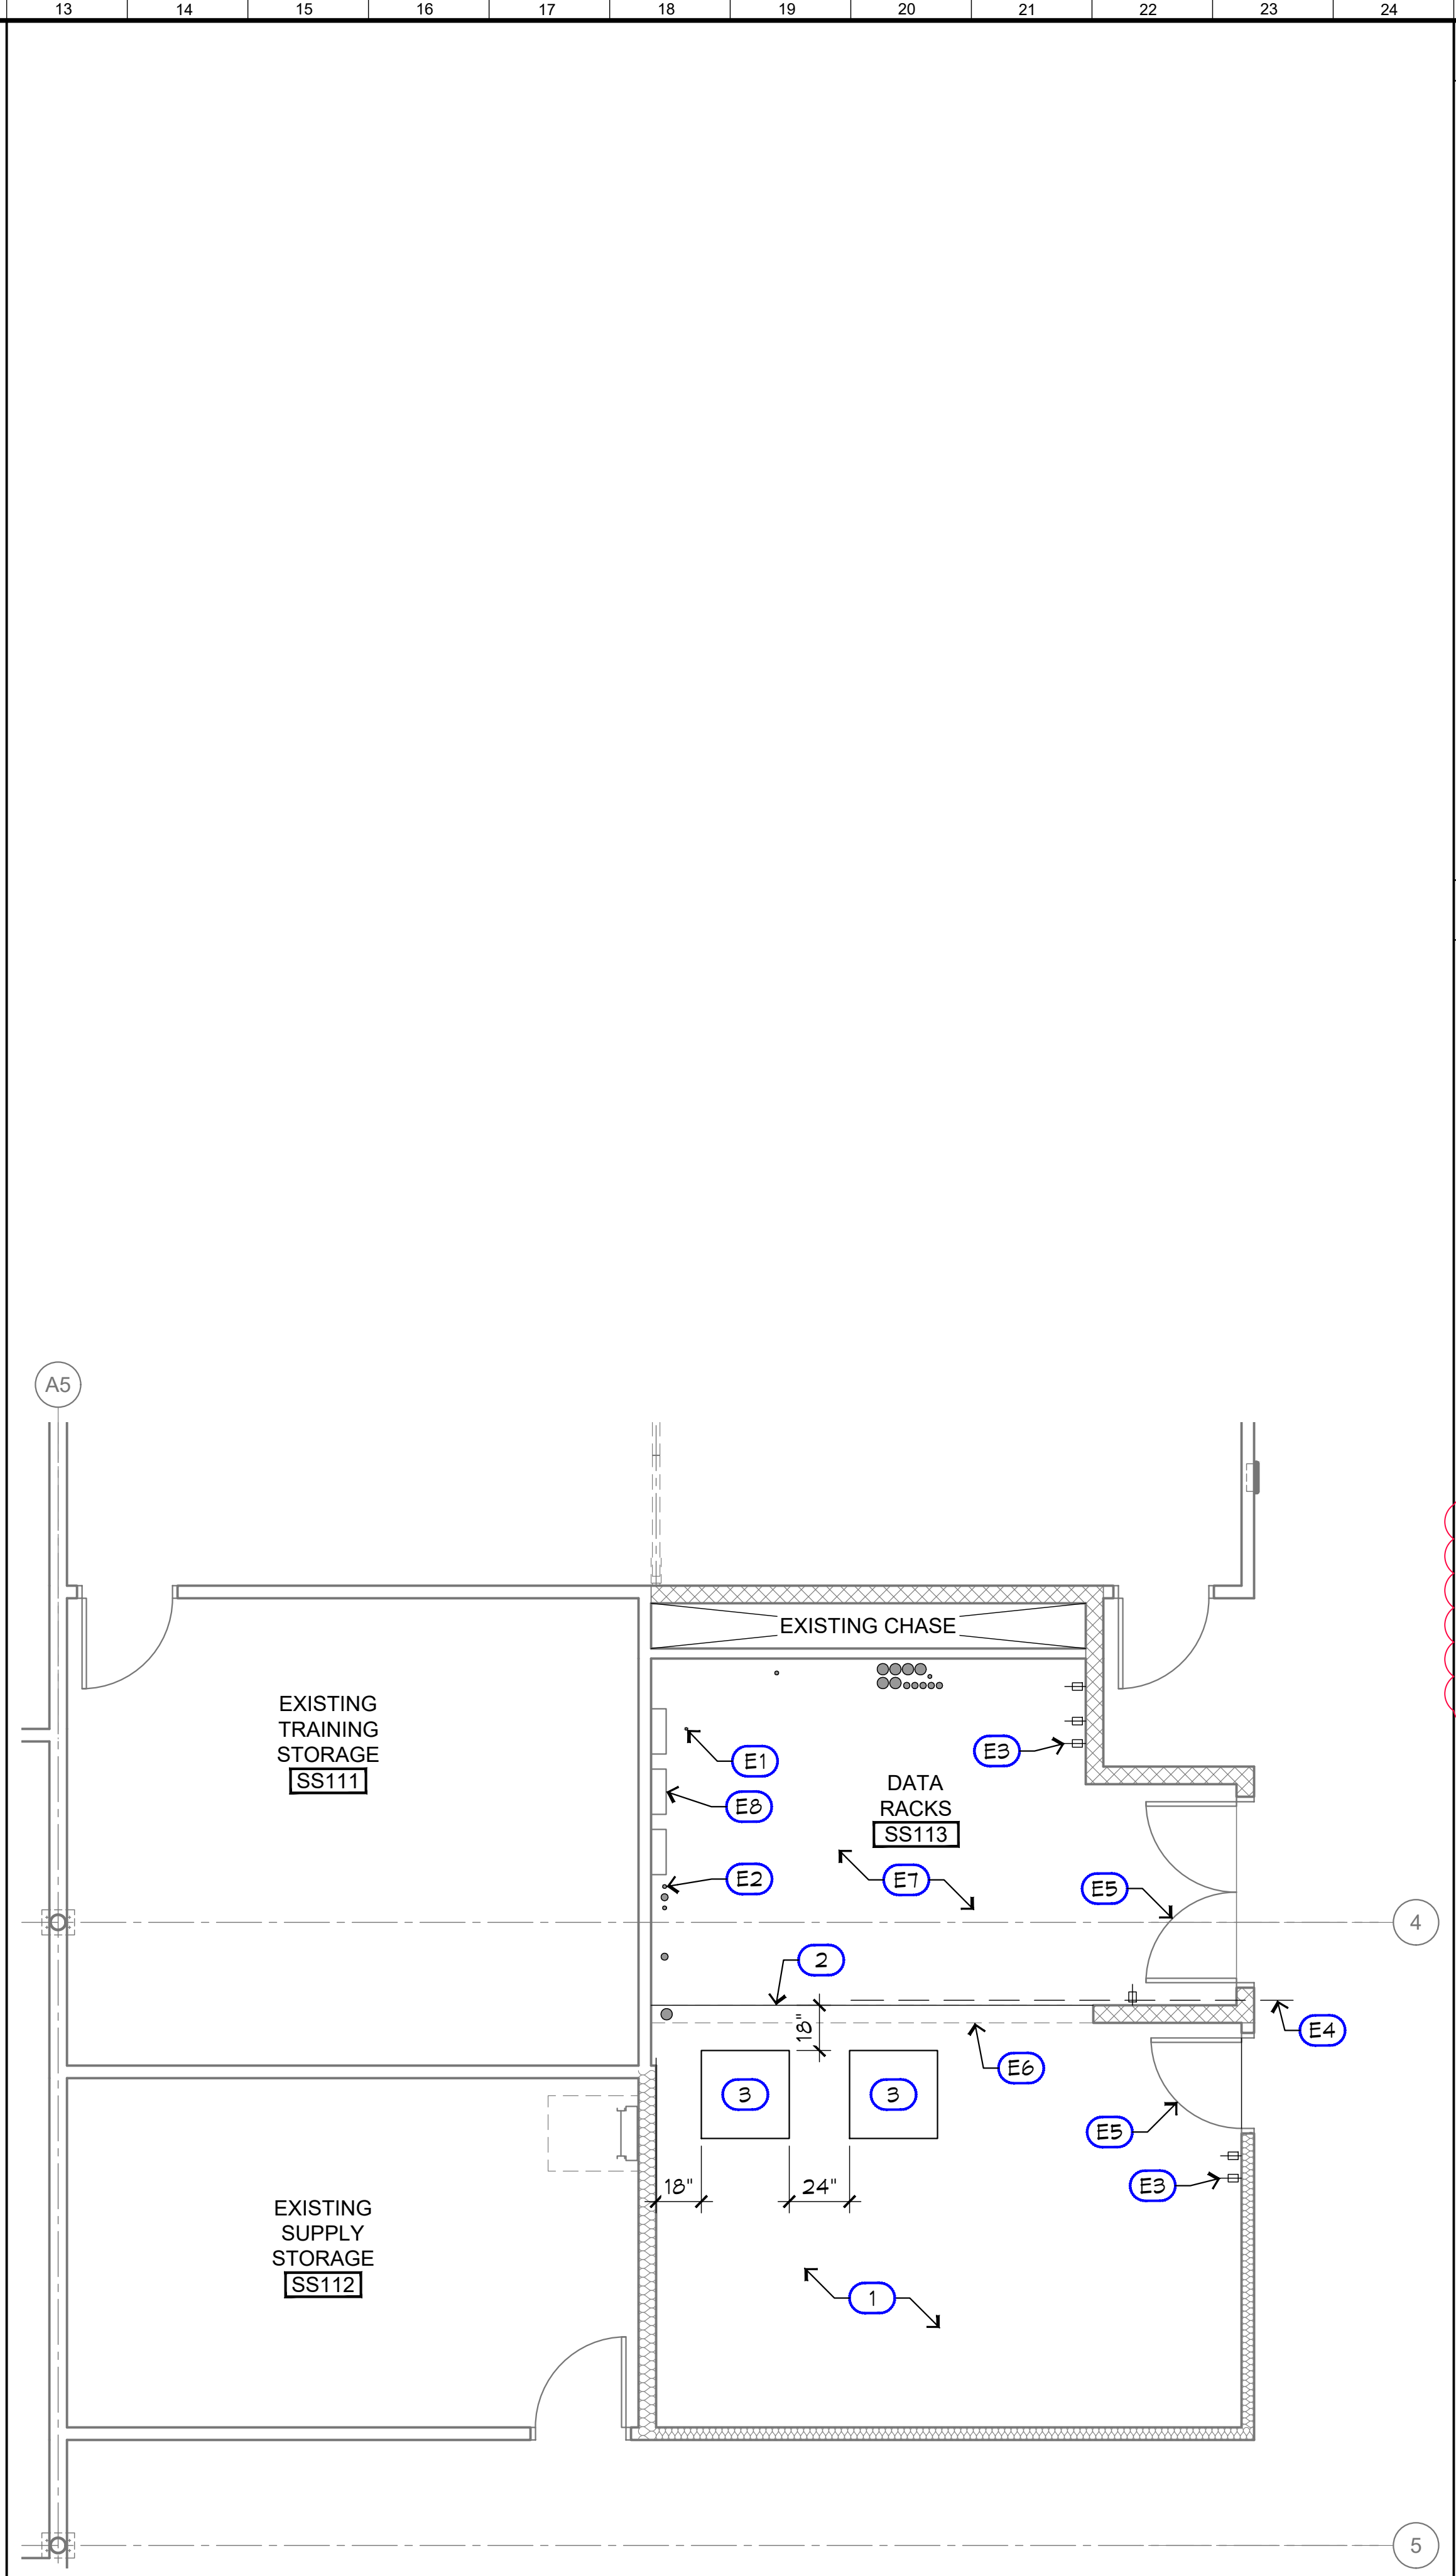 13 14 15 16 17 18 19 20 21 22 23 24
A5
EXISTING CHASE
EXISTING
TRAINING
STORAGE
SS111
E1
E3
E8
DATA
RACKS
SS113
E2
E7
E5
4
2
18"
E4
E6
3
3
E5
18"
24"
E3
EXISTING
SUPPLY
STORAGE
SS112
1
5